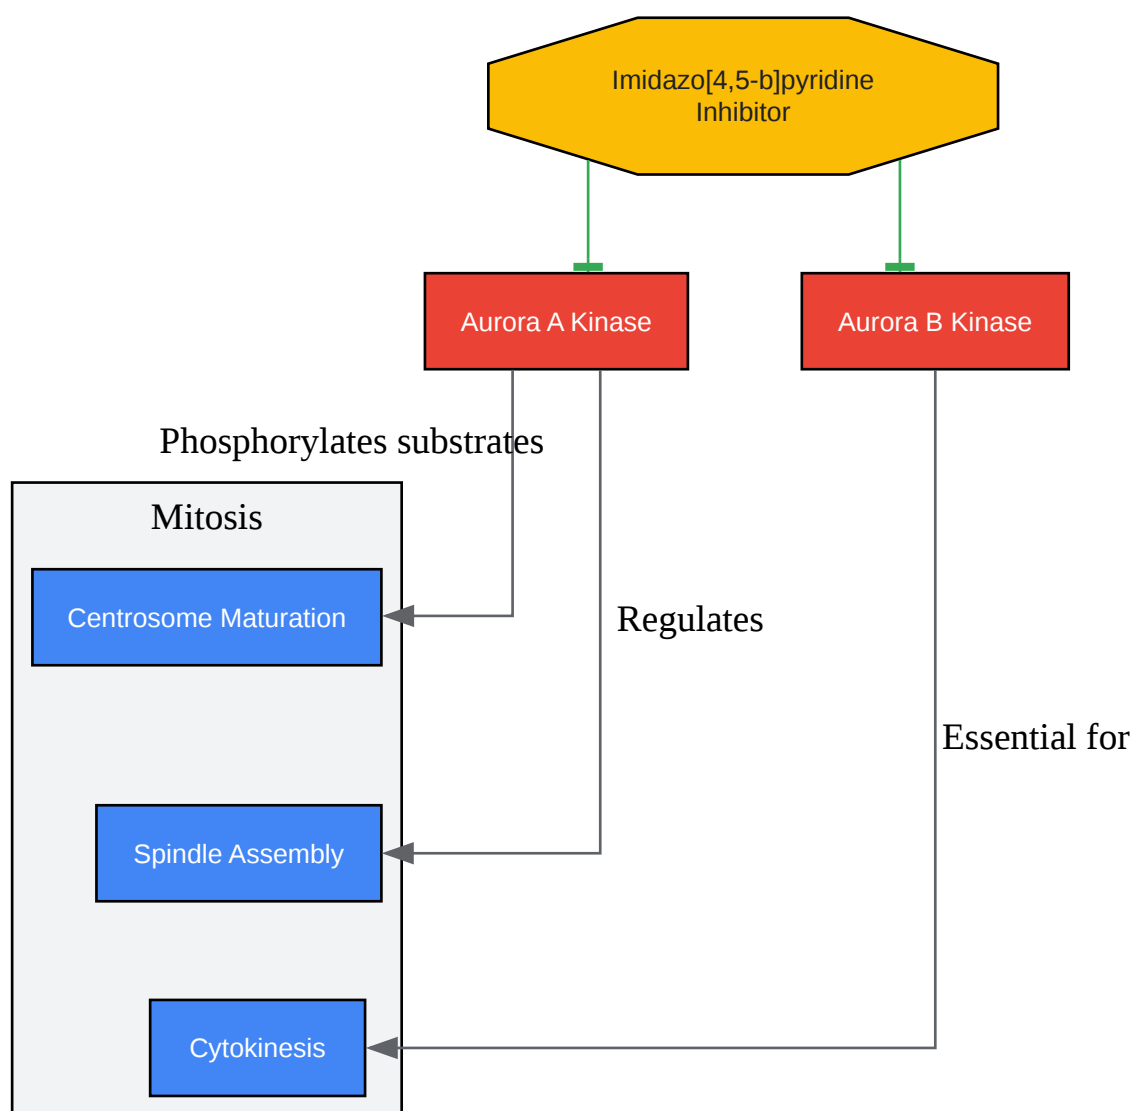 Imidazo[4,5-b]pyridine
Inhibitor
Aurora A Kinase
Aurora B Kinase
Phosphorylates substrates
Mitosis
Centrosome Maturation
Regulates
Essential for
Spindle Assembly
Cytokinesis